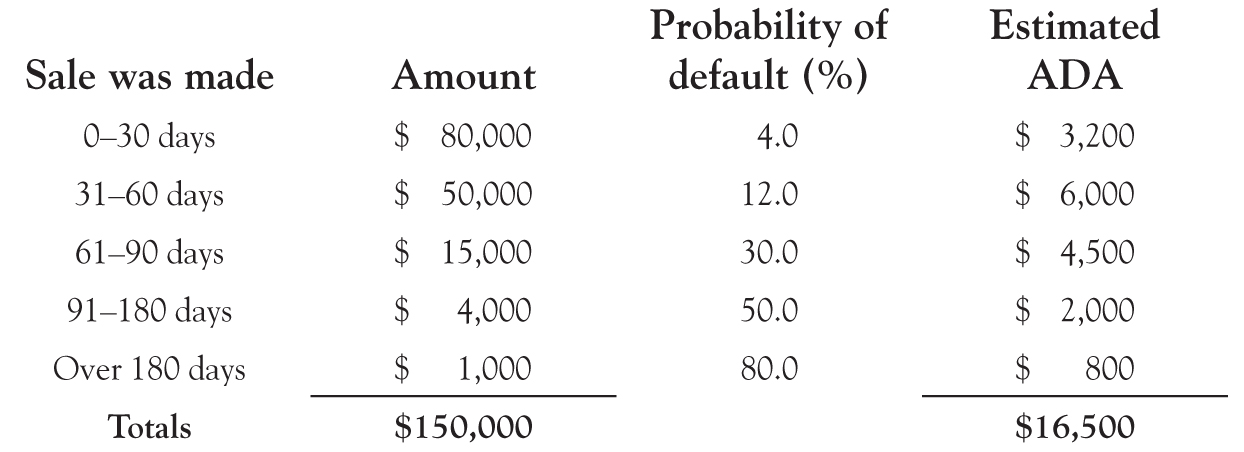 Probability of Estimated
Sale was made Amount default (%) ADA
0–30 days $ 80,000 4.0 $ 3,200
31–60 days $ 50,000 12.0 $ 6,000
61–90 days $ 15,000 30.0 $ 4,500
91–180 days $ 4,000 50.0 $ 2,000
Over 180 days $ 1,000 80.0 $ 800
Totals $150,000 $16,500